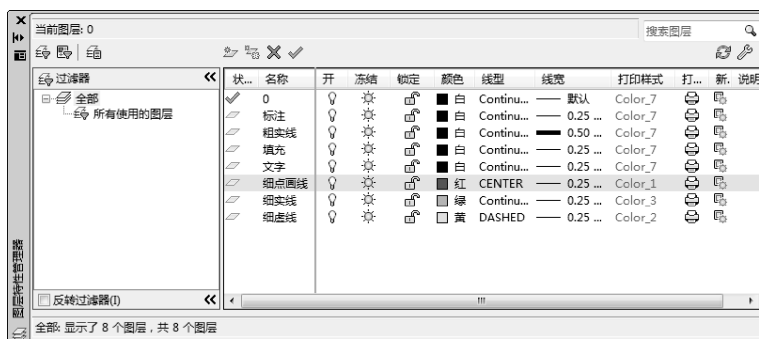 当前图层: 0
搜索图层
过滤器
全部
所有使用的图层
反转过滤器(I)
状... 名称 开 冻结 锁定 颜色 线型 线宽 打印样式 打... 新. 说明
0 白 Continu... 默认 Color_7
标注 白 Continu... 0.25 ... Color_7
粗实线 白 Continu... 0.50 ... Color_7
填充 白 Continu... 0.25 ... Color_7
文字 白 Continu... 0.25 ... Color_7
细点画线 红 CENTER 0.25 ... Color_1
细实线 绿 Continu... 0.25 ... Color_3
细虚线 黄 DASHED 0.25 ... Color_2
图层特性管理器
全部: 显示了 8 个图层，共 8 个图层